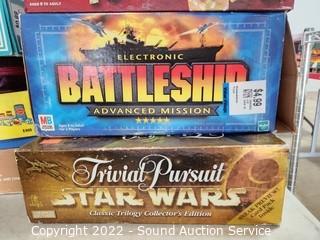 ELECTRONIC
BATTLESHIP
ADVANCED MISSION
MB
$4.99
Trivial Pursuit
STAR WARS
Classic Trilogy Collector's Edition
Copyright 2022 - Sound Auction Service